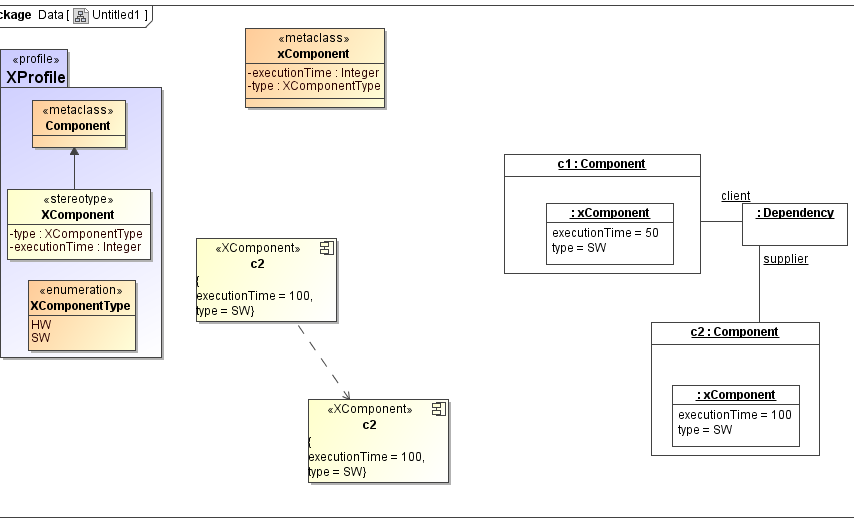 ckage Data [ Untitled1 ]
«profile»
XProfile
«metaclass»
Component
«stereotype»
XComponent
-type : XComponentType
-executionTime : Integer
«enumeration»
XComponentType
HW
SW
«metaclass»
xComponent
-executionTime : Integer
-type : XComponentType
«XComponent»
c2
{
executionTime = 100,
type = SW}
«XComponent»
c2
{
executionTime = 100,
type = SW}
c1 : Component
: xComponent
executionTime = 50
type = SW
client
: Dependency
supplier
c2 : Component
: xComponent
executionTime = 100
type = SW